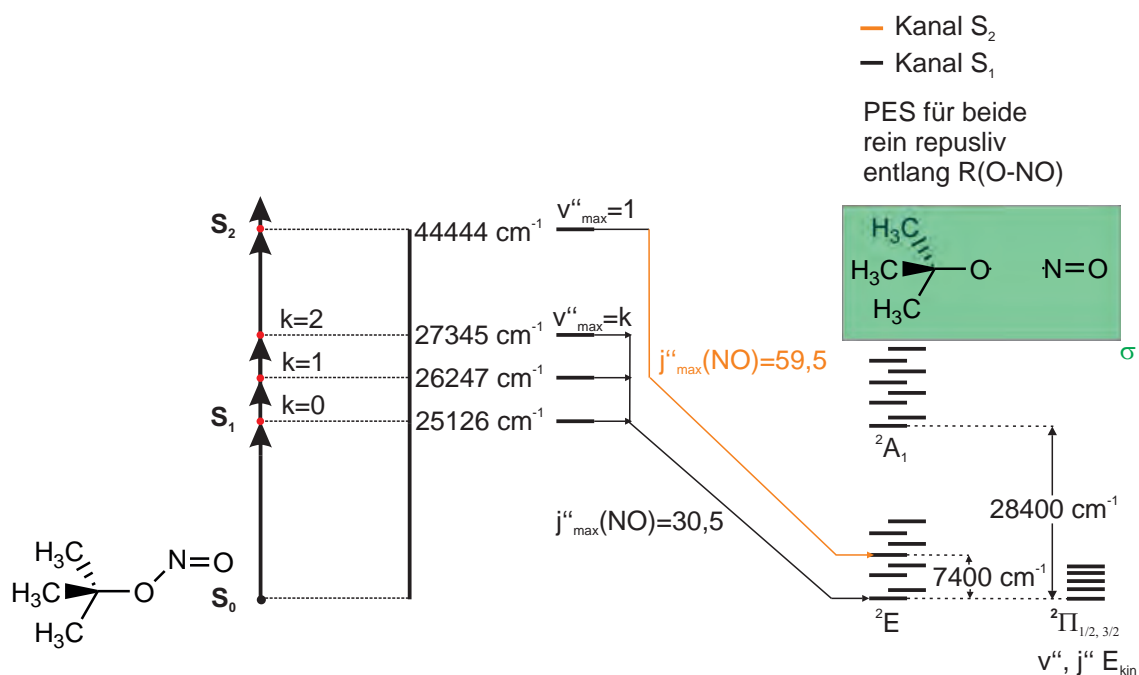 Kanal S₂
Kanal S₁
PES für beide
rein repusliv
entlang R(O-NO)
S₂
44444 cm⁻¹
v“ₘₐₓ=1
H₃C
H₃C
O·
·N=O
H₃C
σ
k=2
27345 cm⁻¹
v“ₘₐₓ=k
j“ₘₐₓ(NO)=59,5
k=1
26247 cm⁻¹
k=0
S₁
25126 cm⁻¹
²A₁
28400 cm⁻¹
j“ₘₐₓ(NO)=30,5
7400 cm⁻¹
H₃C
N=O
H₃C
O
H₃C
S₀
²E
²Π1/2, 3/2
v“, j“ Eₖᵢₙ